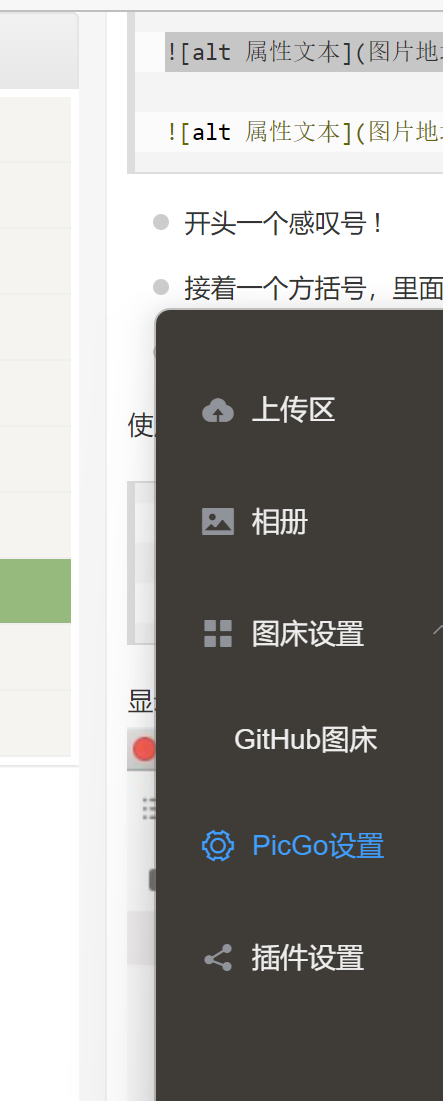 ![alt 属性文本](图片地
![alt 属性文本](图片地
开头一个感叹号 !
接着一个方括号，里面
使
上传区
相册
图床设置
GitHub图床
显
PicGo设置
插件设置